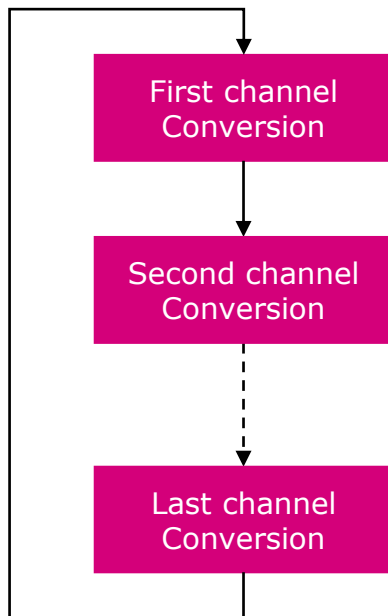 First channel
Conversion
Second channel
Conversion
Last channel
Conversion